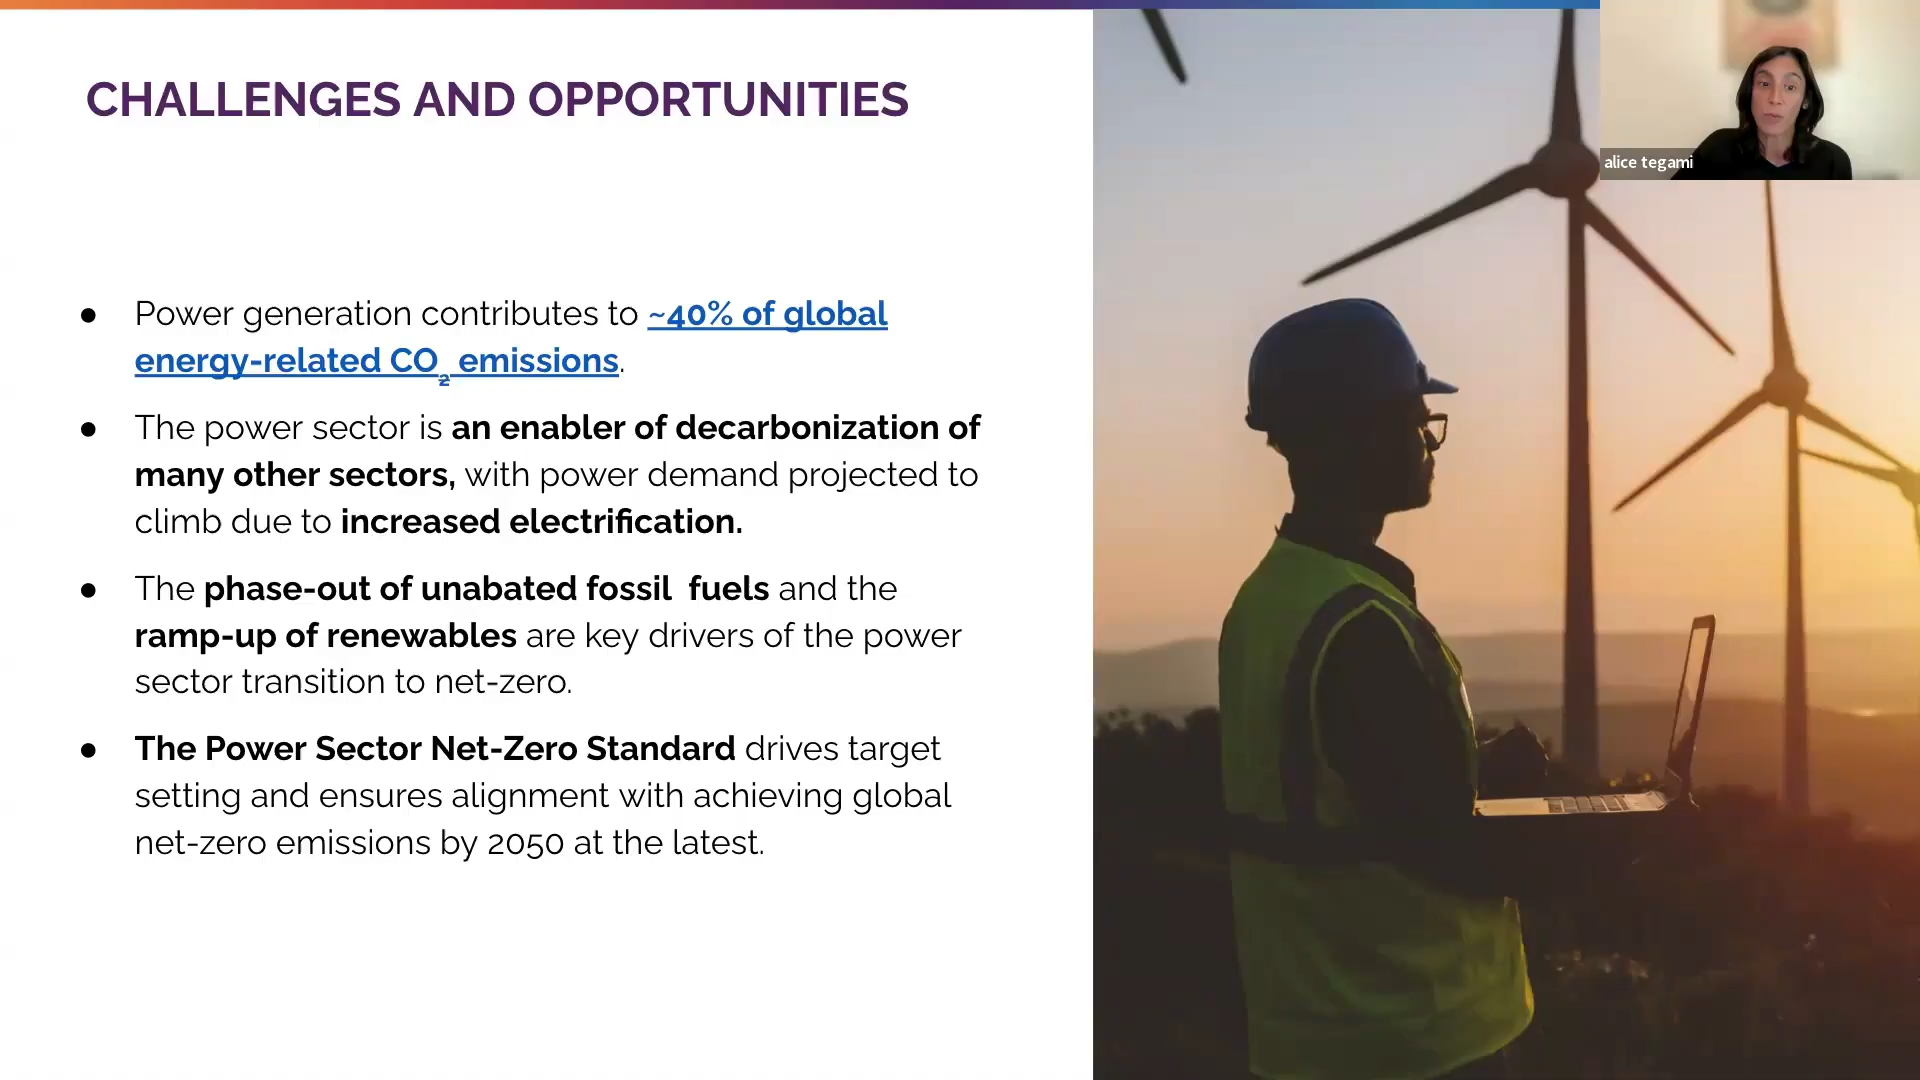 CHALLENGES AND OPPORTUNITIES
alice tegami
● Power generation contributes to ~40% of global
energy-related CO₂ emissions.
● The power sector is an enabler of decarbonization of
many other sectors, with power demand projected to
climb due to increased electrification.
● The phase-out of unabated fossil  fuels and the
ramp-up of renewables are key drivers of the power
sector transition to net-zero.
● The Power Sector Net-Zero Standard drives target
setting and ensures alignment with achieving global
net-zero emissions by 2050 at the latest.